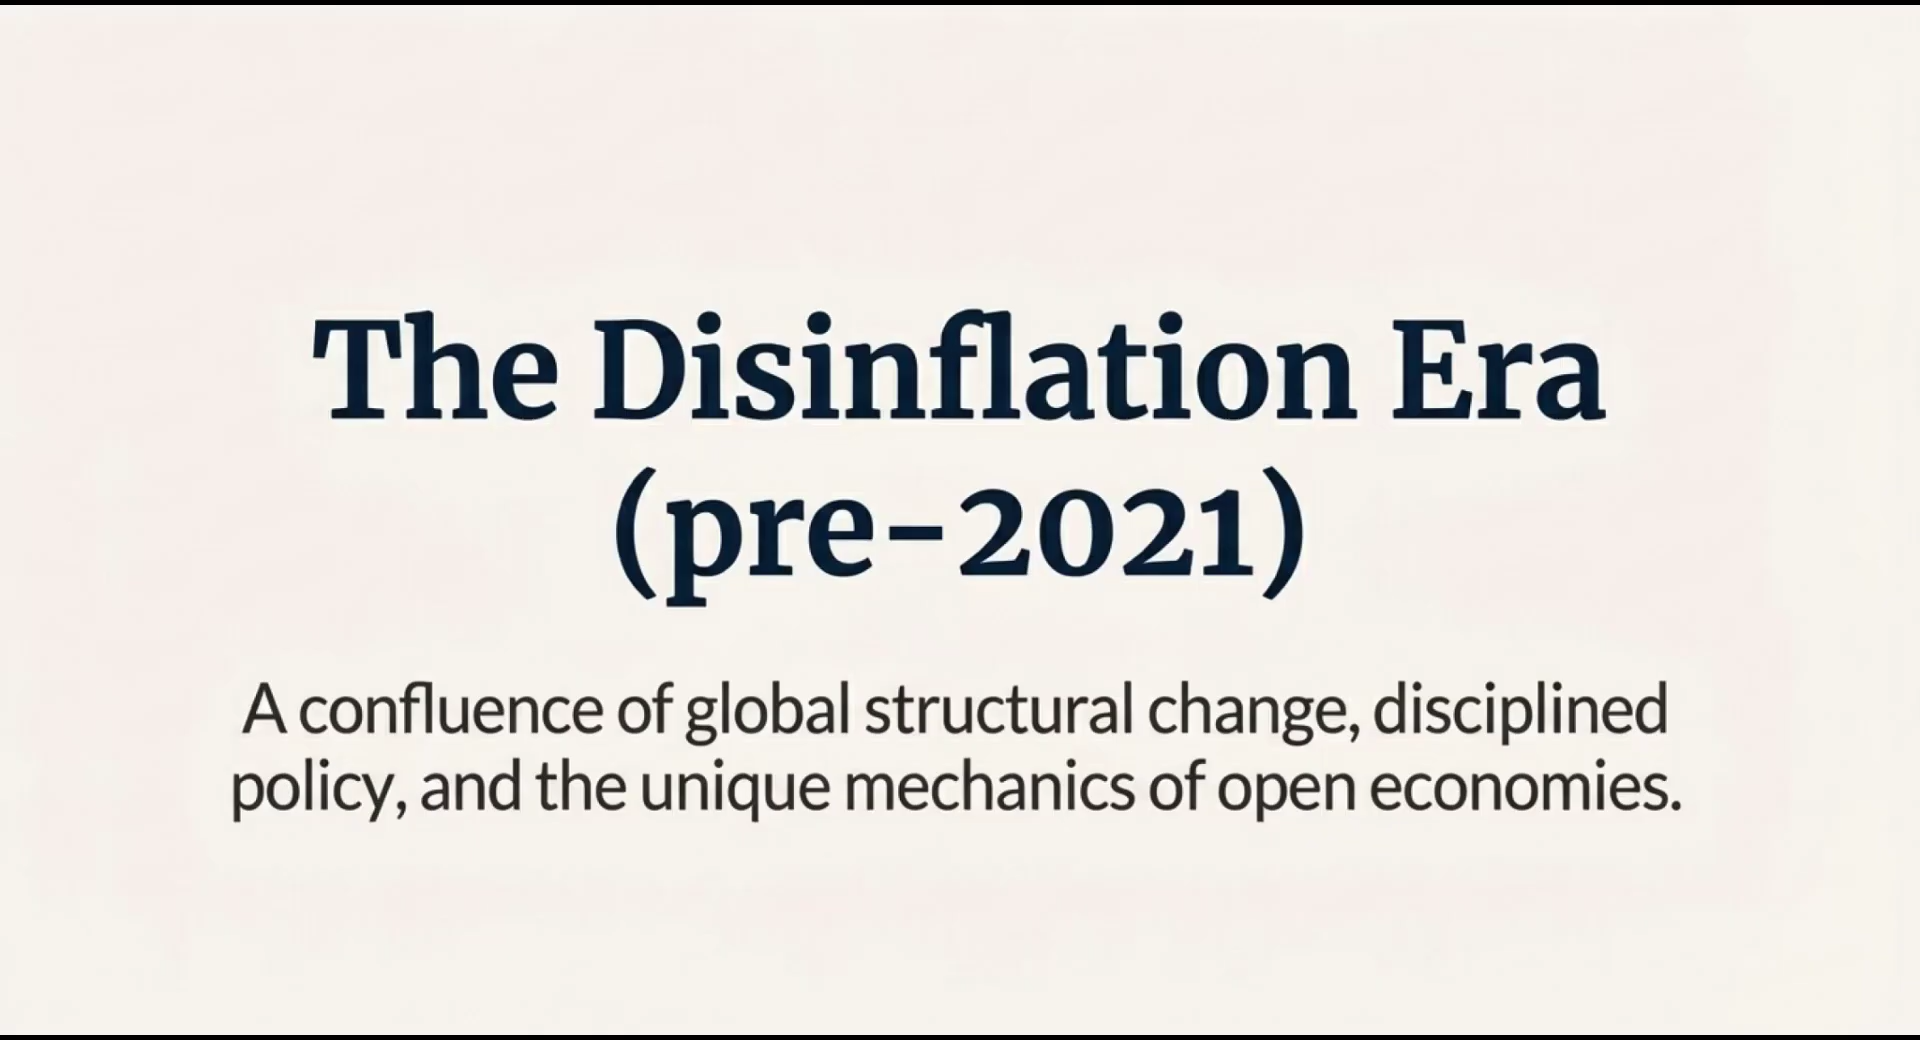 The Disinflation Era
(pre-2021)
A confluence of global structural change, disciplined
policy, and the unique mechanics of open economies.